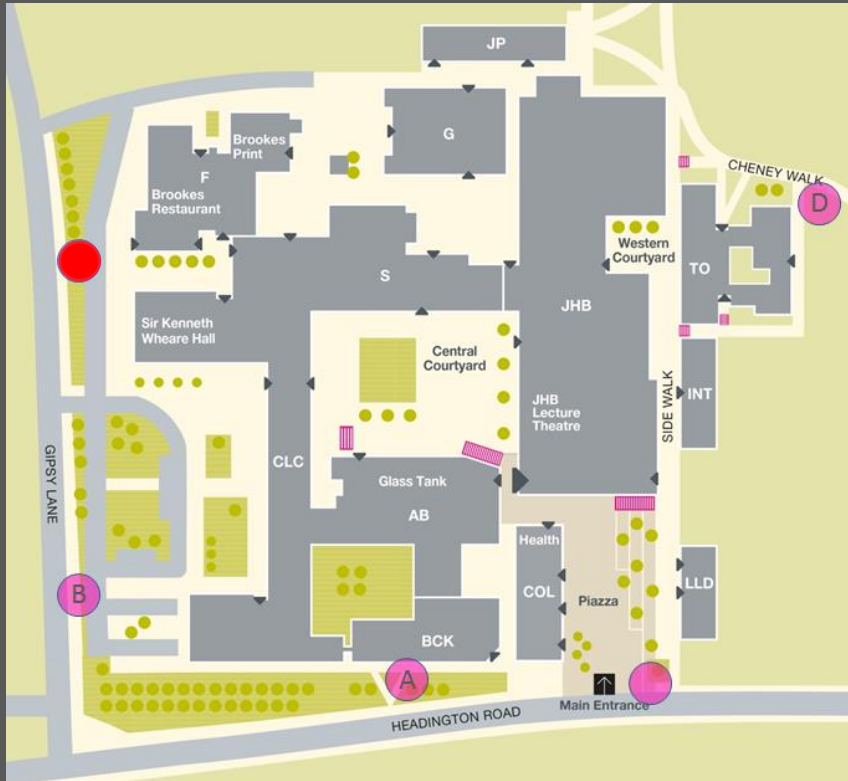 JP
G
Brookes
Print
F
Brookes
Restaurant
CHENEY WALK
D
Western
Courtyard
TO
S
JHB
Sir Kenneth
Wheare Hall
Central
Courtyard
JHB
Lecture
Theatre
INT
SIDE WALK
GIPSY LANE
CLC
Glass Tank
AB
Health
COL
Piazza
LLD
B
BCK
A
Main Entrance
HEADINGTON ROAD